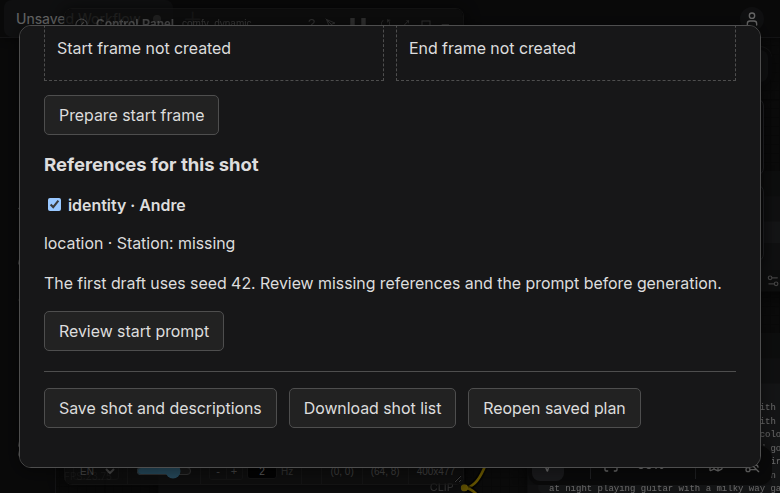 Unsaved Workflow
Control Panel comfy_dynamic
Start frame not created
End frame not created
Prepare start frame
References for this shot
identity · Andre
location · Station: missing
The first draft uses seed 42. Review missing references and the prompt before generation.
Review start prompt
Save shot and descriptions
Download shot list
Reopen saved plan
EN
- + 2 Hz (0, 0) (64, 8) 400x477
CLIP
at night playing guitar with a milky way ga